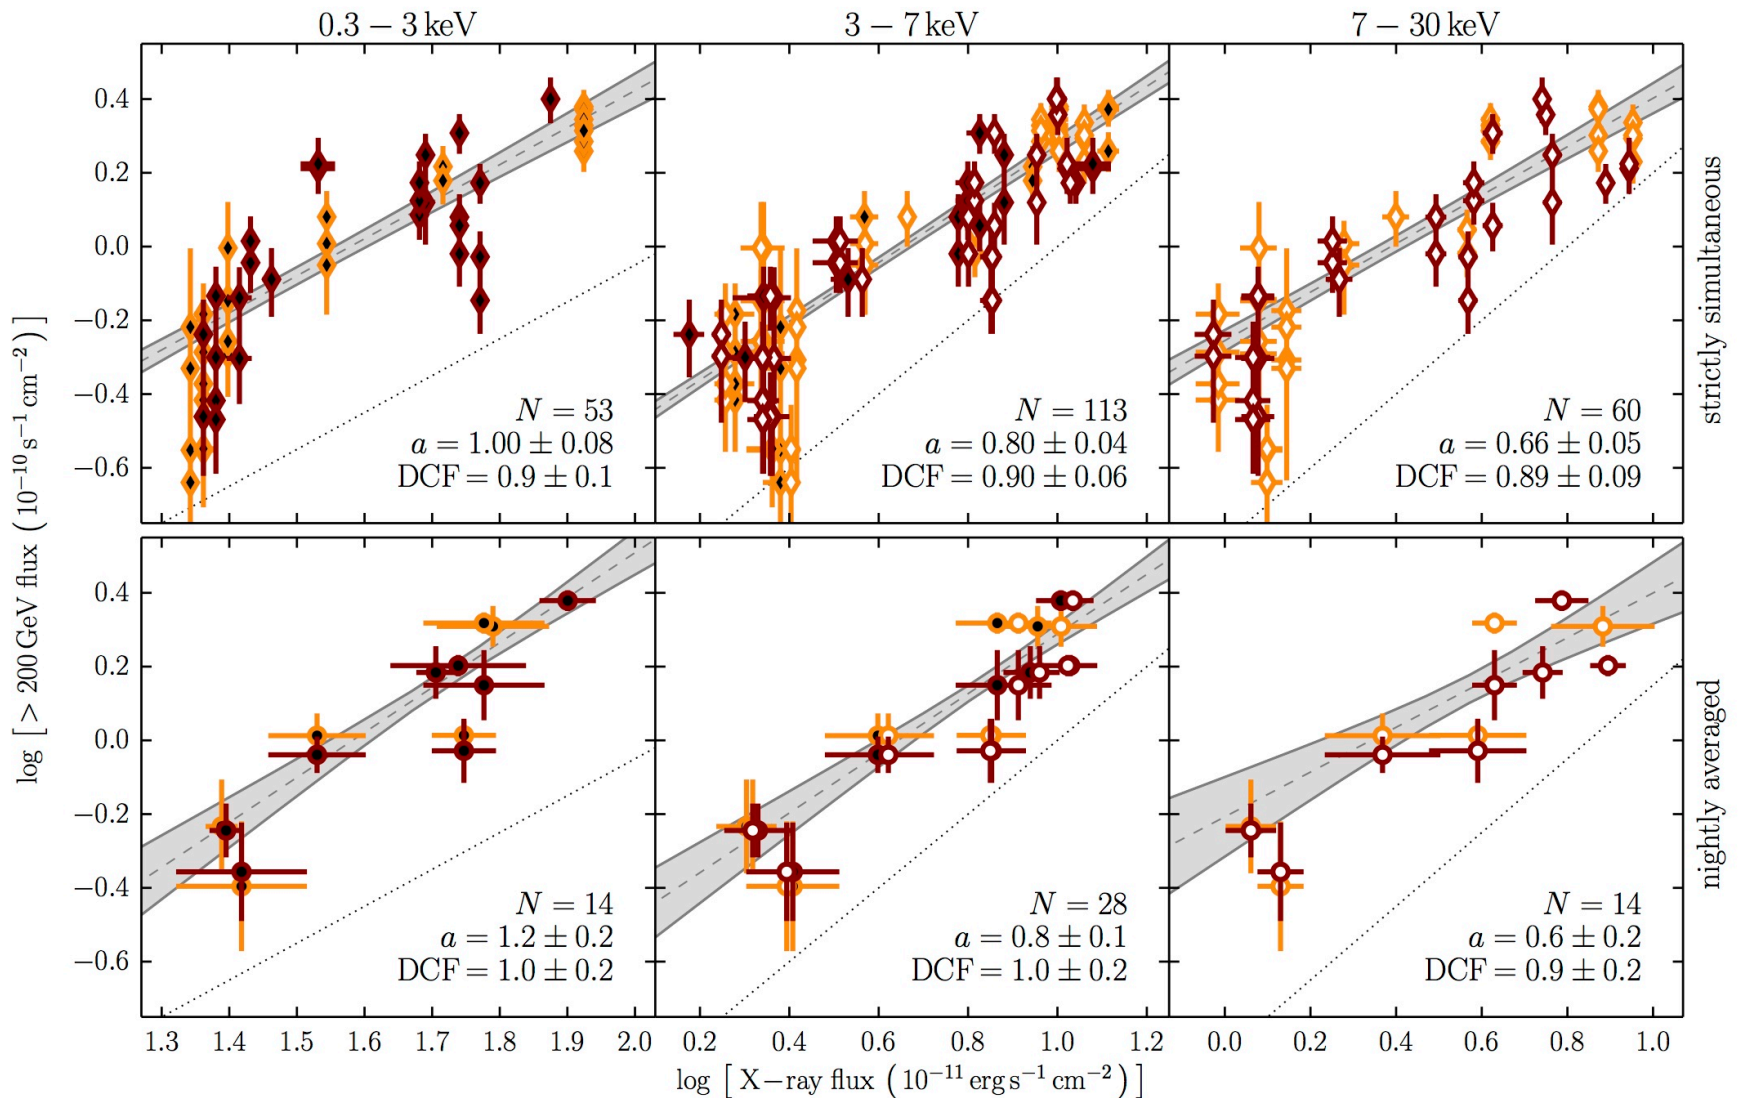 0.3 − 3 keV
3 − 7 keV
7 − 30 keV
0.4
0.2
0.0
−0.2
−0.4
−0.6
N = 53
a = 1.00 ± 0.08
DCF = 0.9 ± 0.1
N = 113
a = 0.80 ± 0.04
DCF = 0.90 ± 0.06
N = 60
a = 0.66 ± 0.05
DCF = 0.89 ± 0.09
strictly simultaneous
log [ > 200 GeV flux (10⁻¹⁰ s⁻¹ cm⁻²) ]
0.4
0.2
0.0
−0.2
−0.4
−0.6
N = 14
a = 1.2 ± 0.2
DCF = 1.0 ± 0.2
N = 28
a = 0.8 ± 0.1
DCF = 1.0 ± 0.2
N = 14
a = 0.6 ± 0.2
DCF = 0.9 ± 0.2
nightly averaged
1.3 1.4 1.5 1.6 1.7 1.8 1.9 2.0
0.2 0.4 0.6 0.8 1.0 1.2
0.0 0.2 0.4 0.6 0.8 1.0
log [ X−ray flux (10⁻¹¹ erg s⁻¹ cm⁻²) ]